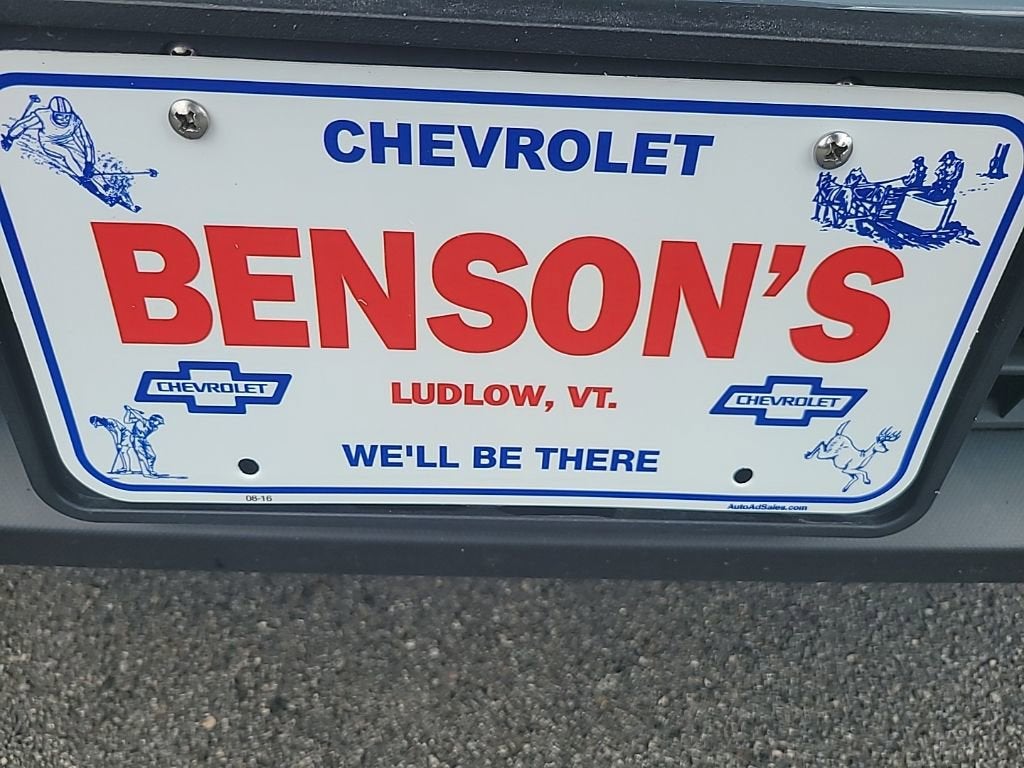 CHEVROLET
BENSON'S
CHEVROLET
LUDLOW, VT.
CHEVROLET
WE'LL BE THERE
08-16
AutoAdSales.com